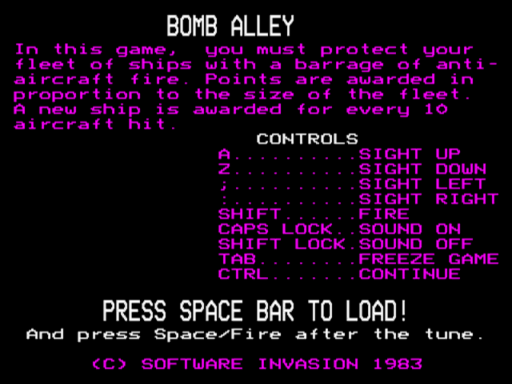 BOMB ALLEY
In this game,  you must protect your
fleet of ships with a barrage of anti-
aircraft fire. Points are awarded in
proportion to the size of the fleet.
A new ship is awarded for every 10
aircraft hit.
CONTROLS
A..........SIGHT UP
Z..........SIGHT DOWN
;..........SIGHT LEFT
:..........SIGHT RIGHT
SHIFT......FIRE
CAPS LOCK..SOUND ON
SHIFT LOCK.SOUND OFF
TAB........FREEZE GAME
CTRL.......CONTINUE
PRESS SPACE BAR TO LOAD!
And press Space/Fire after the tune.
(C) SOFTWARE INVASION 1983